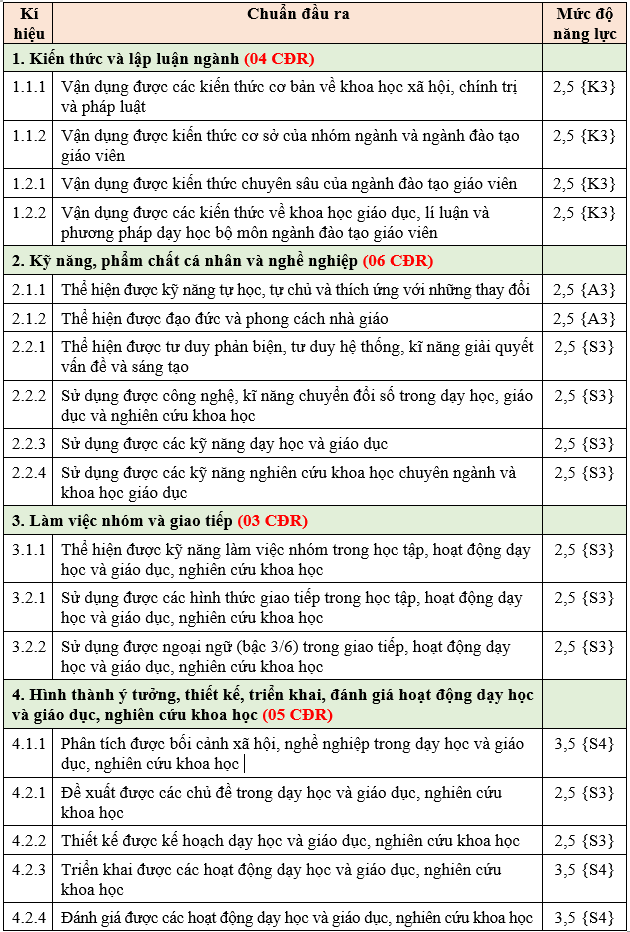 Kí hiệu
Chuẩn đầu ra
Mức độ năng lực
1. Kiến thức và lập luận ngành (04 CĐR)
1.1.1 Vận dụng được các kiến thức cơ bản về khoa học xã hội, chính trị 2,5 {K3}
và pháp luật
1.1.2 Vận dụng được kiến thức cơ sở của nhóm ngành và ngành đào tạo 2,5 {K3}
giáo viên
1.2.1 Vận dụng được kiến thức chuyên sâu của ngành đào tạo giáo viên 2,5 {K3}
1.2.2 Vận dụng được các kiến thức về khoa học giáo dục, lí luận và 2,5 {K3}
phương pháp dạy học bộ môn ngành đào tạo giáo viên
2. Kỹ năng, phẩm chất cá nhân và nghề nghiệp (06 CĐR)
2.1.1 Thể hiện được kỹ năng tự học, tự chủ và thích ứng với những thay đổi 2,5 {A3}
2.1.2 Thể hiện được đạo đức và phong cách nhà giáo 2,5 {A3}
2.2.1 Thể hiện được tư duy phản biện, tư duy hệ thống, kĩ năng giải quyết 2,5 {S3}
vấn đề và sáng tạo
2.2.2 Sử dụng được công nghệ, kĩ năng chuyển đổi số trong dạy học, giáo 2,5 {S3}
dục và nghiên cứu khoa học
2.2.3 Sử dụng được các kỹ năng dạy học và giáo dục 2,5 {S3}
2.2.4 Sử dụng được các kỹ năng nghiên cứu khoa học chuyên ngành và 2,5 {S3}
khoa học giáo dục
3. Làm việc nhóm và giao tiếp (03 CĐR)
3.1.1 Thể hiện được kỹ năng làm việc nhóm trong học tập, hoạt động dạy 2,5 {S3}
học và giáo dục, nghiên cứu khoa học
3.2.1 Sử dụng được các hình thức giao tiếp trong học tập, hoạt động dạy 2,5 {S3}
học và giáo dục, nghiên cứu khoa học
3.2.2 Sử dụng được ngoại ngữ (bậc 3/6) trong giao tiếp, hoạt động dạy 2,5 {S3}
học và giáo dục, nghiên cứu khoa học
4. Hình thành ý tưởng, thiết kế, triển khai, đánh giá hoạt động dạy học
và giáo dục, nghiên cứu khoa học (05 CĐR)
4.1.1 Phân tích được bối cảnh xã hội, nghề nghiệp trong dạy học và giáo 3,5 {S4}
dục, nghiên cứu khoa học
4.2.1 Đề xuất được các chủ đề trong dạy học và giáo dục, nghiên cứu 2,5 {S3}
khoa học
4.2.2 Thiết kế được kế hoạch dạy học và giáo dục, nghiên cứu khoa học 2,5 {S3}
4.2.3 Triển khai được các hoạt động dạy học và giáo dục, nghiên cứu 3,5 {S4}
khoa học
4.2.4 Đánh giá được các hoạt động dạy học và giáo dục, nghiên cứu khoa học 3,5 {S4}